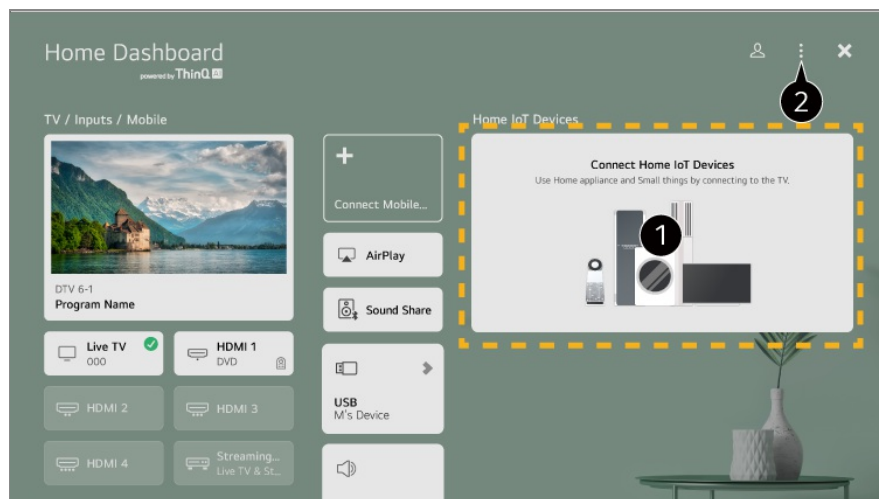 Home Dashboard
powered by ThinQ AI
2
TV / Inputs / Mobile
Home IoT Devices
DTV 6-1
Program Name
Live TV
000
HDMI 1
DVD
HDMI 2
HDMI 3
HDMI 4
Streaming...
Live TV & St...
+
Connect Mobile...
AirPlay
Sound Share
USB
M's Device
Connect Home IoT Devices
Use Home appliance and Small things by connecting to the TV.
1